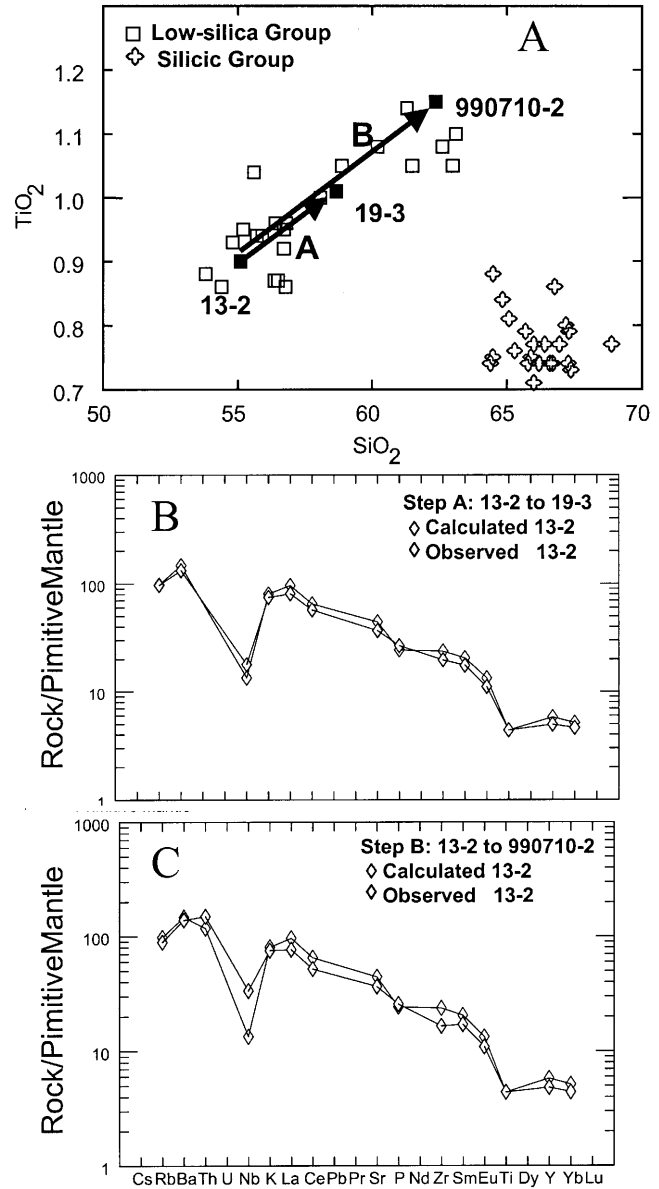 Low-silica Group
Silicic Group
A
1.2
1.1
1.0
0.9
0.8
0.7
TiO2
990710-2
B
19-3
A
13-2
50
55
60
65
70
SiO2
1000
100
10
1
Rock/PimitiveMantle
B
Step A: 13-2 to 19-3
Calculated 13-2
Observed 13-2
1000
100
10
1
Rock/PimitiveMantle
C
Step B: 13-2 to 990710-2
Calculated 13-2
Observed 13-2
Cs Rb Ba Th U Nb K La Ce Pb Pr Sr P Nd Zr Sm Eu Ti Dy Y Yb Lu